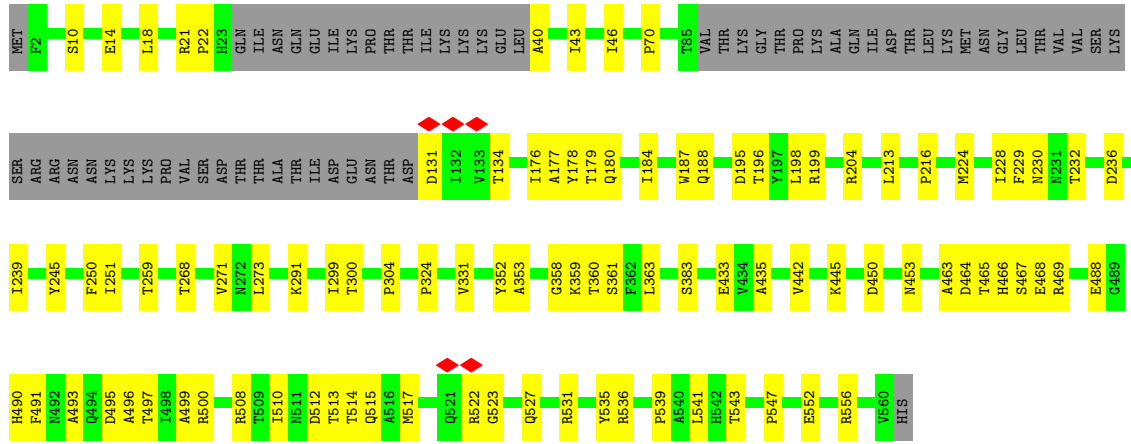 MET F2 S10 E14 L18 R21 P22 H23 GLN ILE ASN GLN GLU ILE LYS PRO THR THR ILE LYS LYS LYS GLU LEU A40 I43 I46 P70 T85 VAL THR LYS GLY THR PRO LYS ALA GLN ILE ASP THR LEU LYS MET ASN GLY LEU THR VAL VAL SER LYS
SER ARG ARG ASN ASN LYS LYS LYS PRO VAL SER ASP THR THR ALA THR ILE ASP GLU ASN THR ASP D131 I132 V133 T134 I176 A177 Y178 T179 Q180 I184 W187 Q188 D195 T196 Y197 L198 R199 R204 L213 P216 M224 I228 F229 N230 N231 T232 D236
I239 Y245 F250 I251 T259 T268 V271 N272 L273 K291 I299 T300 P304 P324 V331 Y352 A353 G358 K359 T360 S361 F362 L363 S383 E433 V434 A435 V442 K445 D450 N453 A463 D464 T465 H466 S467 E468 R469 E488 G489
H490 F491 N492 A493 Q494 D495 A496 T497 I498 A499 R500 R508 T509 I510 N511 D512 T513 T514 Q515 A516 M517 Q521 R522 G523 Q527 R531 Y535 R536 P539 A540 L541 H542 T543 P547 E552 R556 V560 HIS